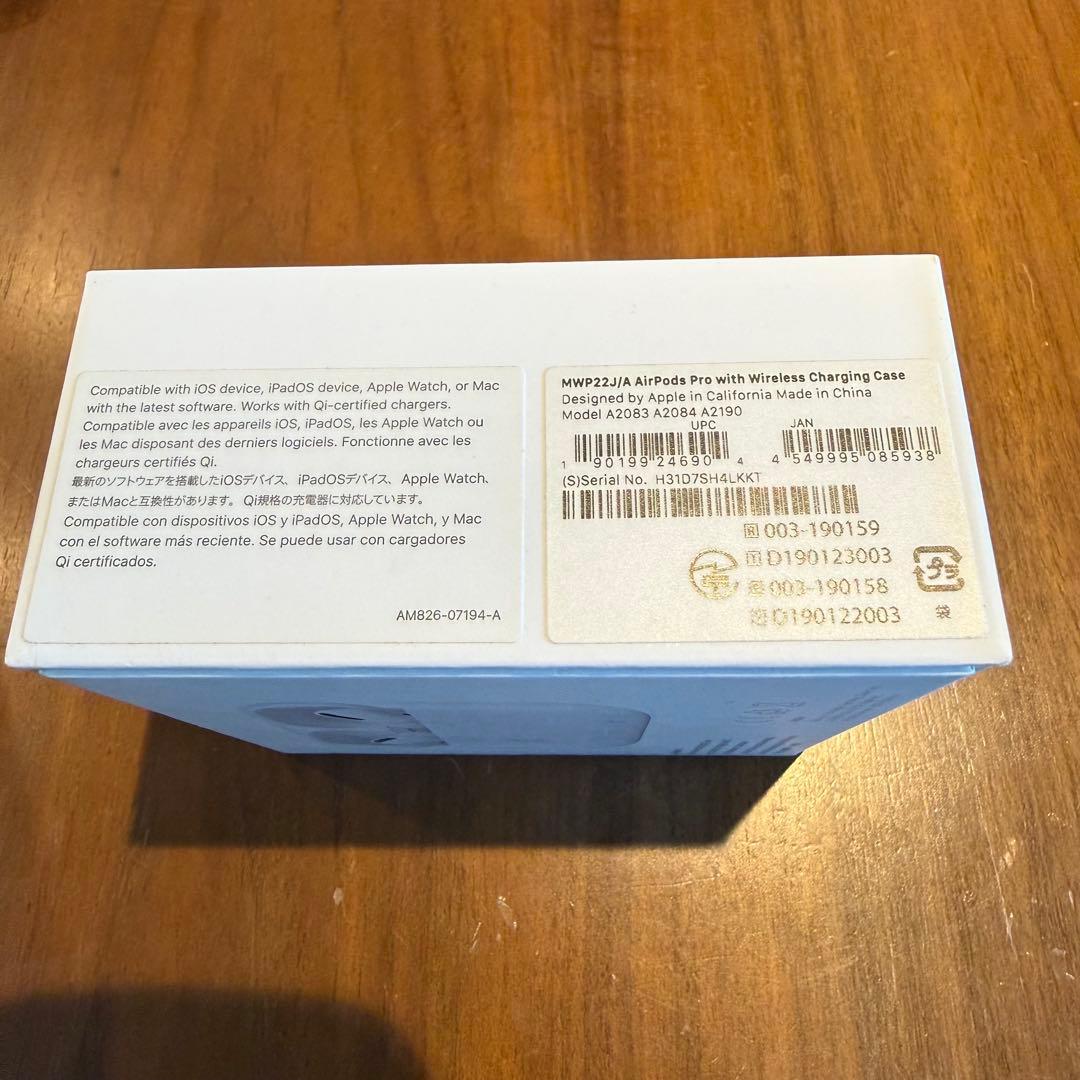 Compatible with iOS device, iPadOS device, Apple Watch, or Mac
with the latest software. Works with Qi-certified chargers.
Compatible avec les appareils iOS, iPadOS, les Apple Watch ou
les Mac disposant des derniers logiciels. Fonctionne avec les
chargeurs certifiés Qi.
最新のソフトウェアを搭載したiOSデバイス、iPadOSデバイス、Apple Watch、
またはMacと互換性があります。Qi規格の充電器に対応しています。
Compatible con dispositivos iOS y iPadOS, Apple Watch, y Mac
con el software más reciente. Se puede usar con cargadores
Qi certificados.
AM826-07194-A
MWP22J/A AirPods Pro with Wireless Charging Case
Designed by Apple in California Made in China
Model A2083 A2084 A2190
UPC JAN
1 90199 24690 4 4 549995 085938
(S)Serial No. H31D7SH4LKKT
R 003-190159
T D190123003
R 003-190158
T D190122003
プラ
袋